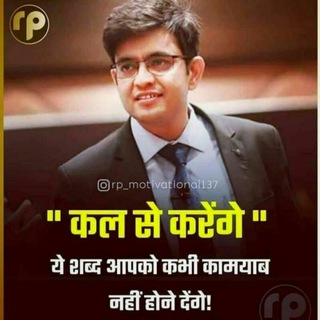 rp
rp_motivational137
" कल से करेंगे "
ये शब्द आपको कभी कामयाब
नहीं होने देंगे!
rp